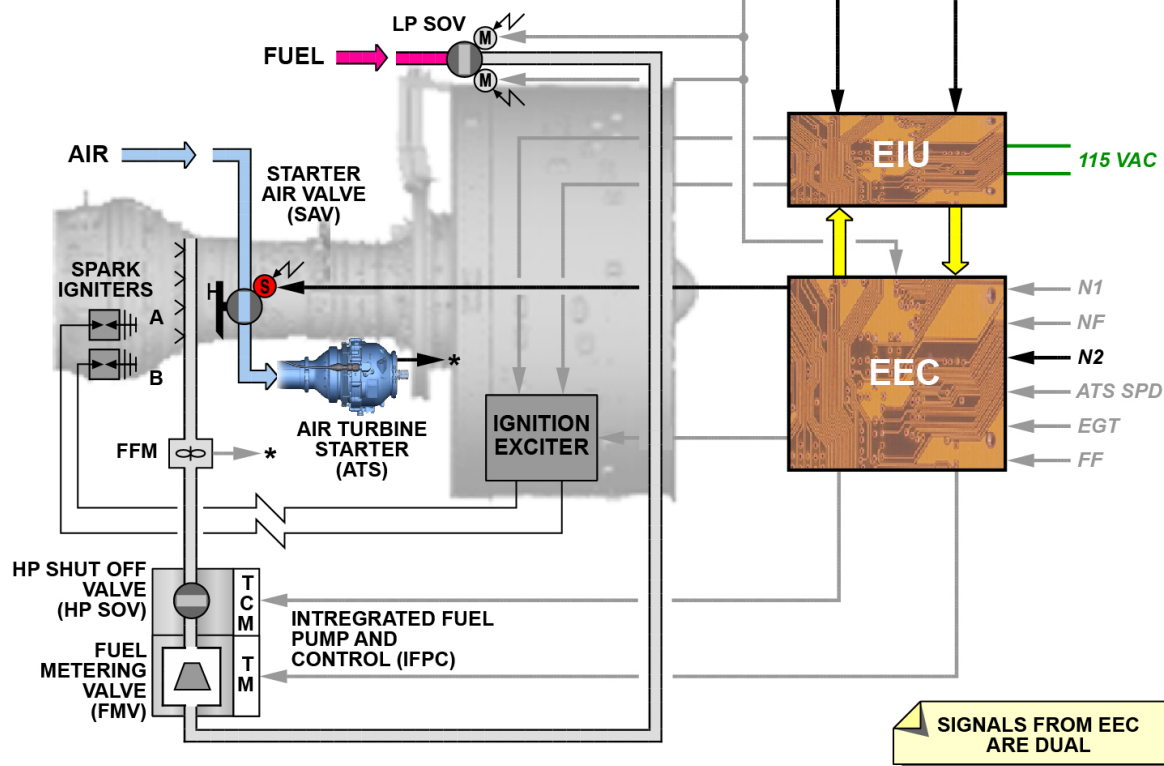 LP SOV
M
FUEL
M
EIU
115 VAC
AIR
STARTER
AIR VALVE
(SAV)
SPARK
IGNITERS
S
A
B
N1
NF
N2
ATS SPD
EGT
FF
EEC
*
AIR TURBINE
STARTER
(ATS)
IGNITION
EXCITER
FFM
*
HP SHUT OFF
VALVE
(HP SOV)
T
C
M
INTREGRATED FUEL
PUMP AND
CONTROL (IFPC)
FUEL
METERING
VALVE
(FMV)
T
M
SIGNALS FROM EEC
ARE DUAL